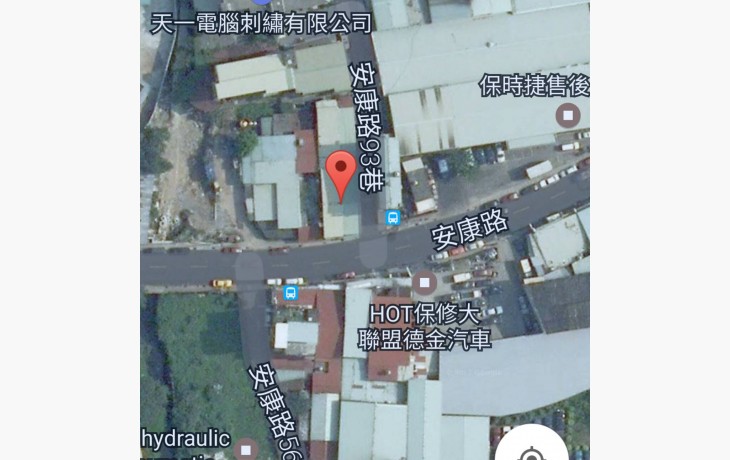 天一電腦刺繡有限公司
保時捷售後
安康路93巷
安康路
HOT保修大
聯盟德金汽車
安康路56
hydraulic